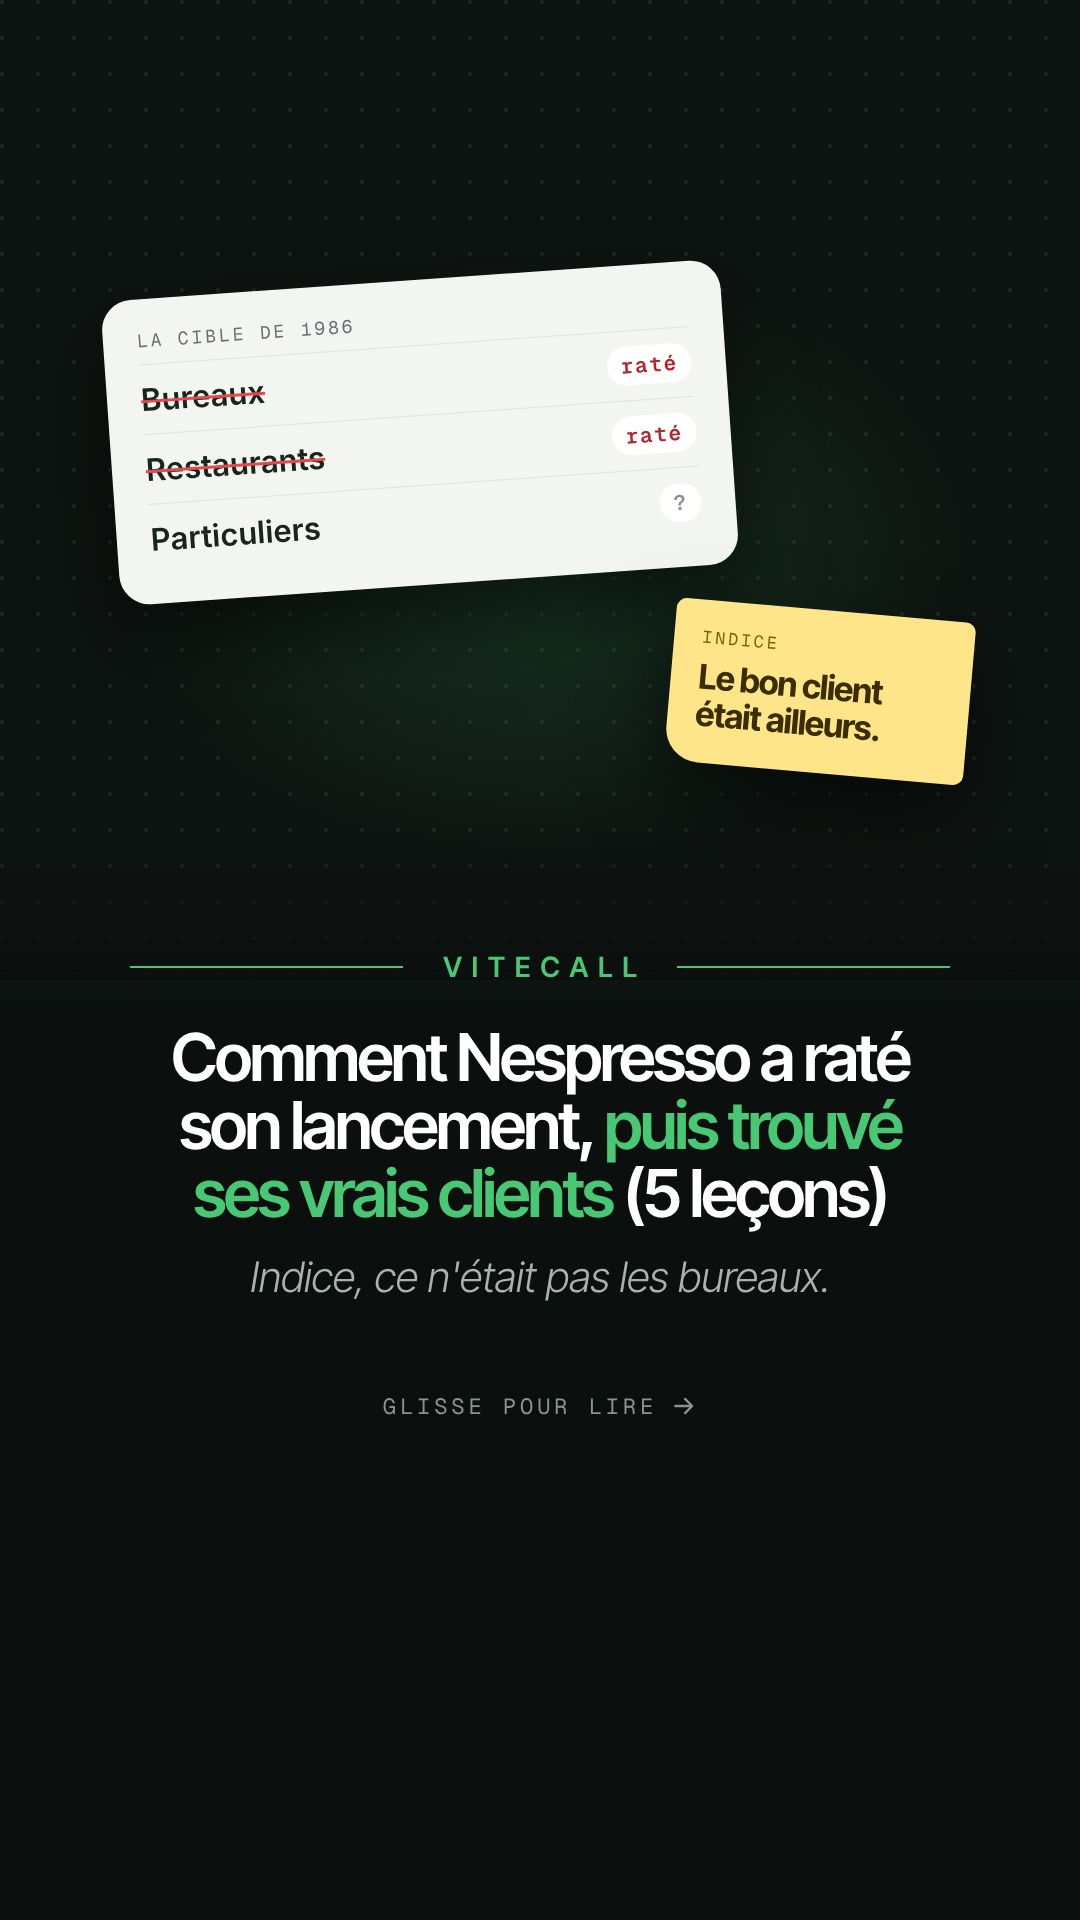 LA CIBLE DE 1986
Bureaux raté
Restaurants raté
Particuliers ?
INDICE
Le bon client
était ailleurs.
VITECALL
Comment Nespresso a raté
son lancement, puis trouvé
ses vrais clients (5 leçons)
Indice, ce n'était pas les bureaux.
GLISSE POUR LIRE →